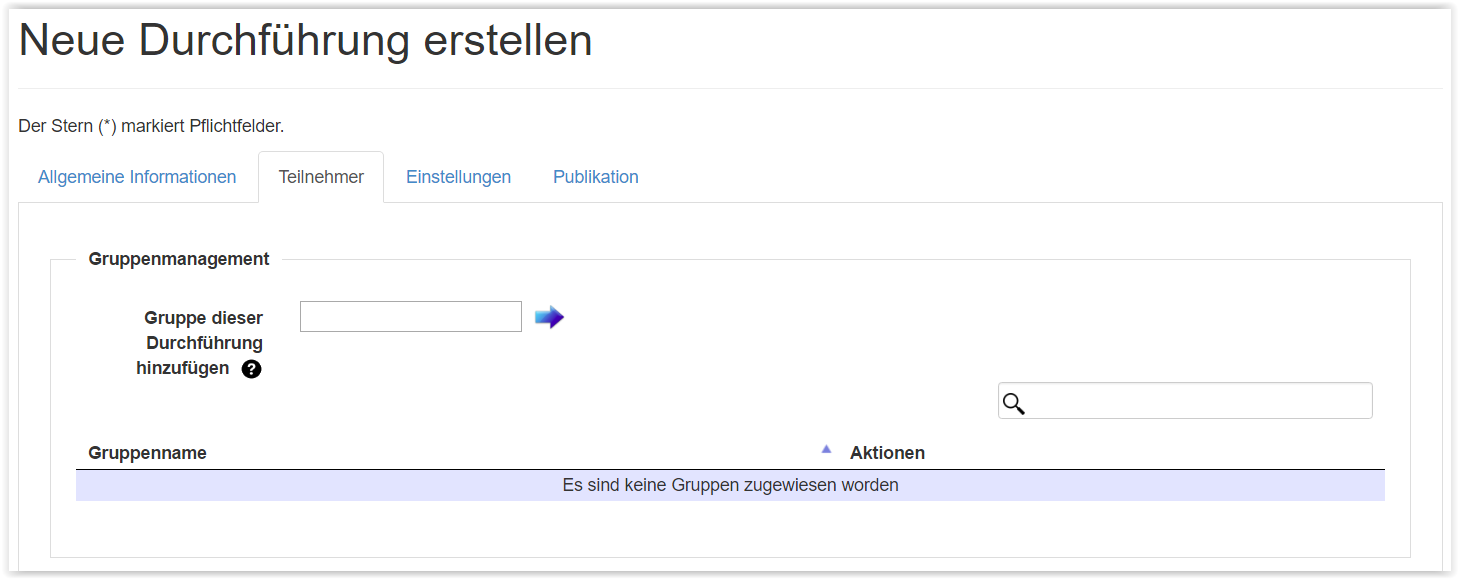 Neue Durchführung erstellen
Der Stern (*) markiert Pflichtfelder.
Allgemeine Informationen Teilnehmer Einstellungen Publikation
Gruppenmanagement
Gruppe dieser
Durchführung
hinzufügen ?
Gruppenname Aktionen
Es sind keine Gruppen zugewiesen worden